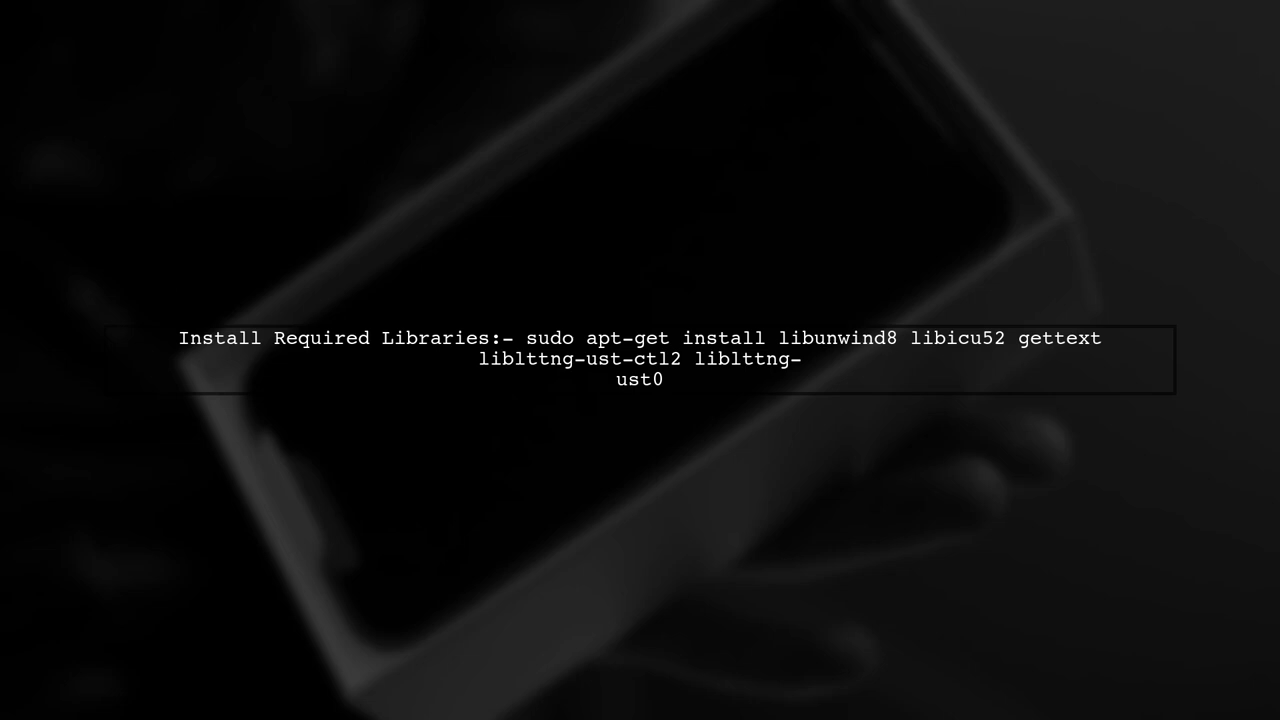 Install Required Libraries:- sudo apt-get install libunwind8 libicu52 gettext
liblttng-ust-ctl2 liblttng-
ust0